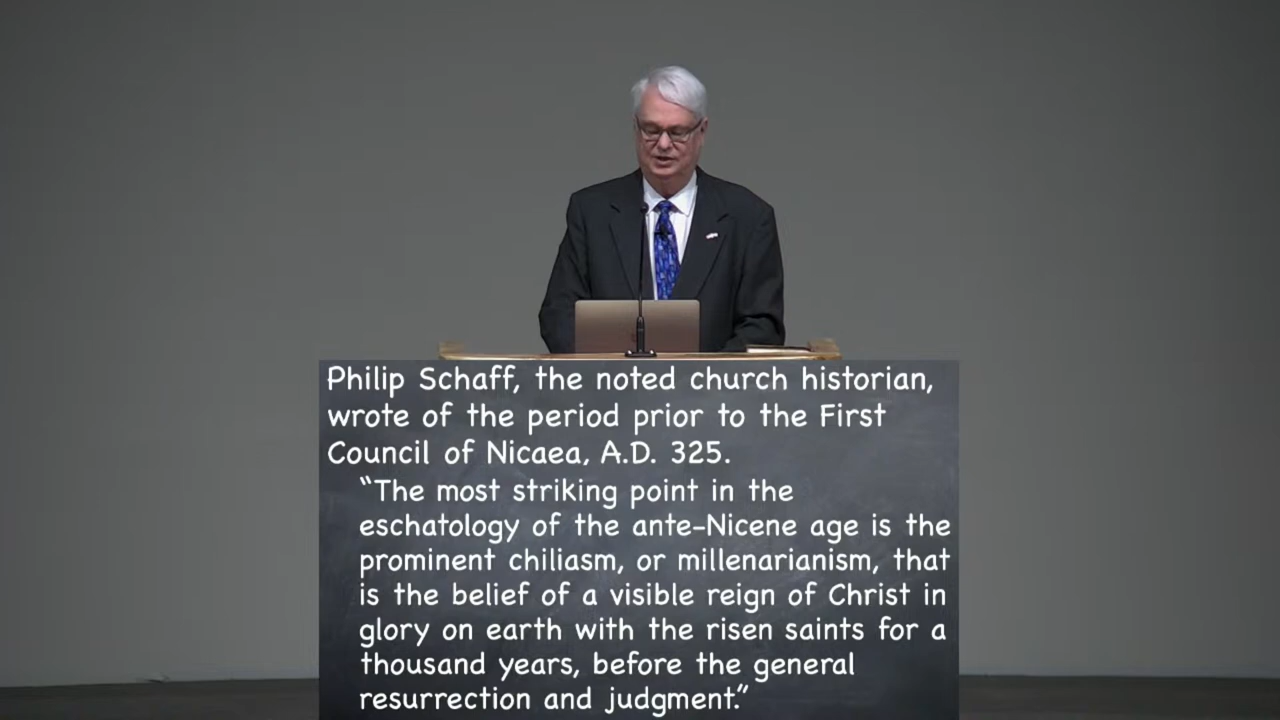 Philip Schaff, the noted church historian,
wrote of the period prior to the First
Council of Nicaea, A.D. 325.
“The most striking point in the
eschatology of the ante-Nicene age is the
prominent chiliasm, or millenarianism, that
is the belief of a visible reign of Christ in
glory on earth with the risen saints for a
thousand years, before the general
resurrection and judgment.”